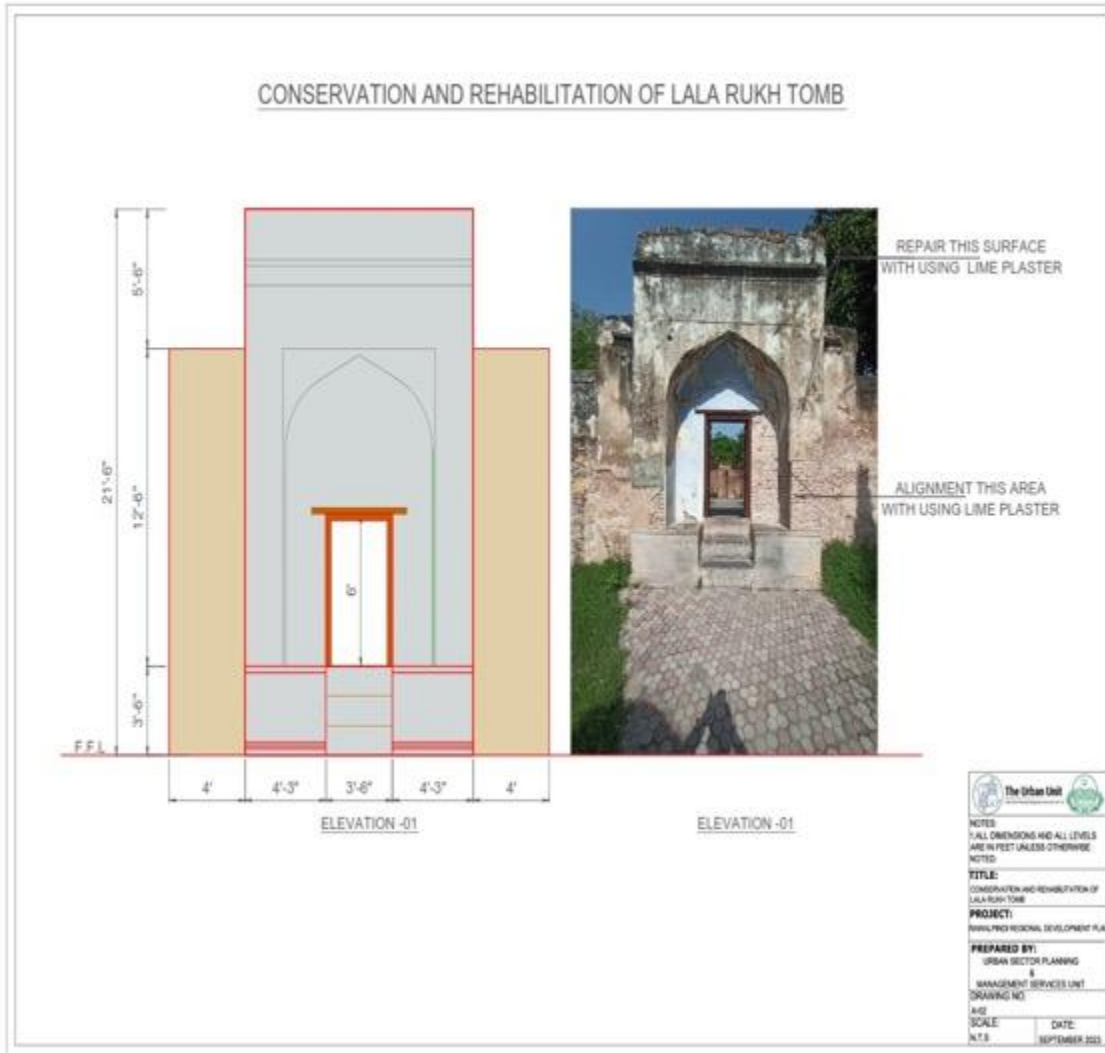 CONSERVATION AND REHABILITATION OF LALA RUKH TOMB
5'-6"
21'-6"
12'-6"
3'-6"
6'
REPAIR THIS SURFACE
WITH USING LIME PLASTER
ALIGNMENT THIS AREA
WITH USING LIME PLASTER
4'
4'-3"
3'-6"
4'-3"
4'
ELEVATION -01
ELEVATION -01
The Urban Unit
NOTES:
1.ALL DIMENSIONS AND ALL LEVELS
ARE IN FEET UNLESS OTHERWISE
NOTED.
TITLE:
CONSERVATION AND REHABILITATION OF
LALA RUKH TOMB
PROJECT:
RAWALPINDI REGIONAL DEVELOPMENT PLAN
PREPARED BY:
URBAN SECTOR PLANNING
&
MANAGEMENT SERVICES UNIT
DRAWING NO.
A-02
SCALE:
N.T.S
DATE:
SEPTEMBER 2023